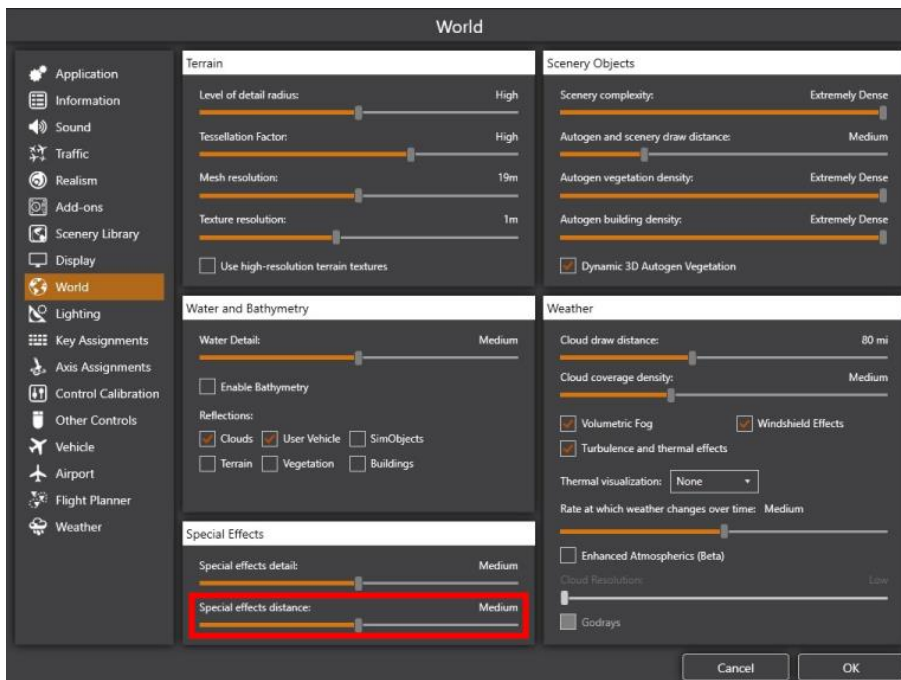 World
Application
Information
Sound
Traffic
Realism
Add-ons
Scenery Library
Display
World
Lighting
Key Assignments
Axis Assignments
Control Calibration
Other Controls
Vehicle
Airport
Flight Planner
Weather
Terrain
Level of detail radius: High
Tessellation Factor: High
Mesh resolution: 19m
Texture resolution: 1m
Use high-resolution terrain textures
Water and Bathymetry
Water Detail: Medium
Enable Bathymetry
Reflections:
Clouds User Vehicle SimObjects
Terrain Vegetation Buildings
Special Effects
Special effects detail: Medium
Special effects distance: Medium
Scenery Objects
Scenery complexity: Extremely Dense
Autogen and scenery draw distance: Medium
Autogen vegetation density: Extremely Dense
Autogen building density: Extremely Dense
Dynamic 3D Autogen Vegetation
Weather
Cloud draw distance: 80 mi
Cloud coverage density: Medium
Volumetric Fog Windshield Effects
Turbulence and thermal effects
Thermal visualization: None
Rate at which weather changes over time: Medium
Enhanced Atmospherics (Beta)
Cloud Resolution: Low
Godrays
Cancel OK